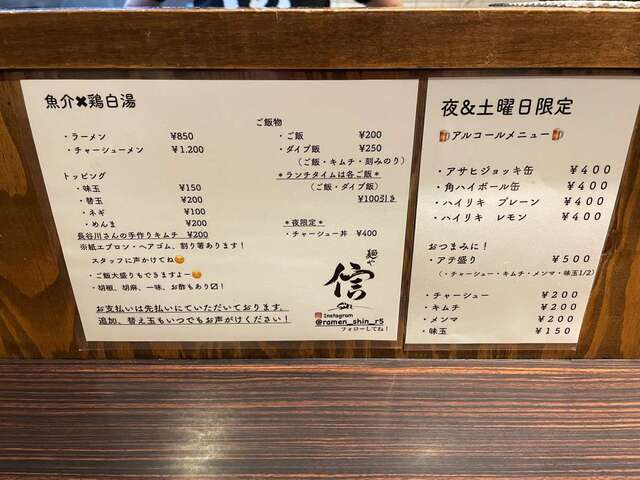 魚介✖鶏白湯
・ラーメン ¥850
・チャーシューメン ¥1.200
トッピング
・味玉 ¥150
・替玉 ¥200
・ネギ ¥100
・めんま ¥200
長谷川さんの手作りキムチ ¥200
※紙エプロン・ヘアゴム、割り箸あります！
スタッフに声かけてね😊
・ご飯大盛りもできますよー😊
・胡椒、胡麻、一味、お酢もあり〼！
お支払いは先払いにていただいております。
追加、替え玉もいつでもお声がけください！
ご飯物
・ご飯 ¥200
・ダイブ飯 ¥250
（ご飯・キムチ・刻みのり）
＊ランチタイムは各ご飯＊
（ご飯・ダイブ飯）
¥100引き
＊夜限定＊
・チャーシュー丼 ¥400
麺や
信
Instagram
@ramen_shin_r5
フォローしてね！
夜&土曜日限定
🍺アルコールメニュー🍺
・アサヒジョッキ缶 ¥４００
・角ハイボール缶 ¥４００
・ハイリキ プレーン ¥４００
・ハイリキ レモン ¥４００
おつまみに！
・アテ盛り ¥５００
（・チャーシュー・キムチ・メンマ・味玉1/2）
・チャーシュー ¥２００
・キムチ ¥２００
・メンマ ¥２００
・味玉 ¥１５０